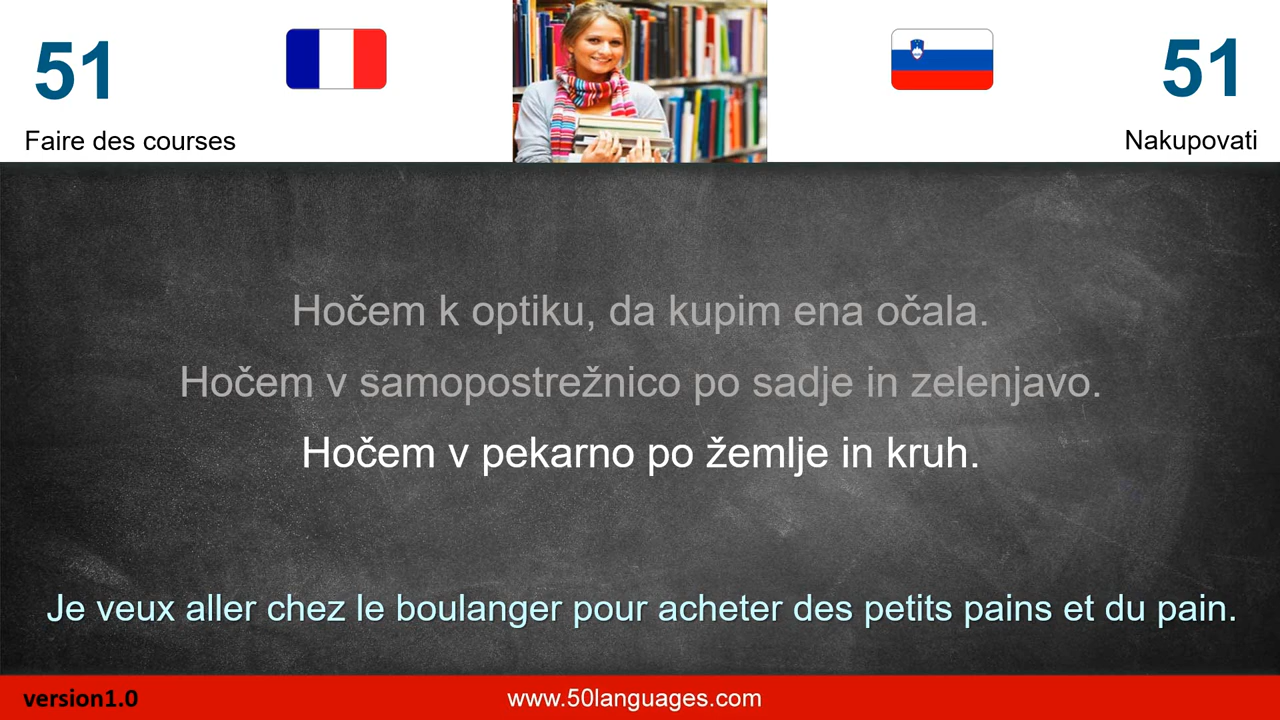 51
51
Faire des courses
Nakupovati
Hočem k optiku, da kupim ena očala.
Hočem v samopostrežnico po sadje in zelenjavo.
Hočem v pekarno po žemlje in kruh.
Je veux aller chez le boulanger pour acheter des petits pains et du pain.
version1.0
www.50languages.com